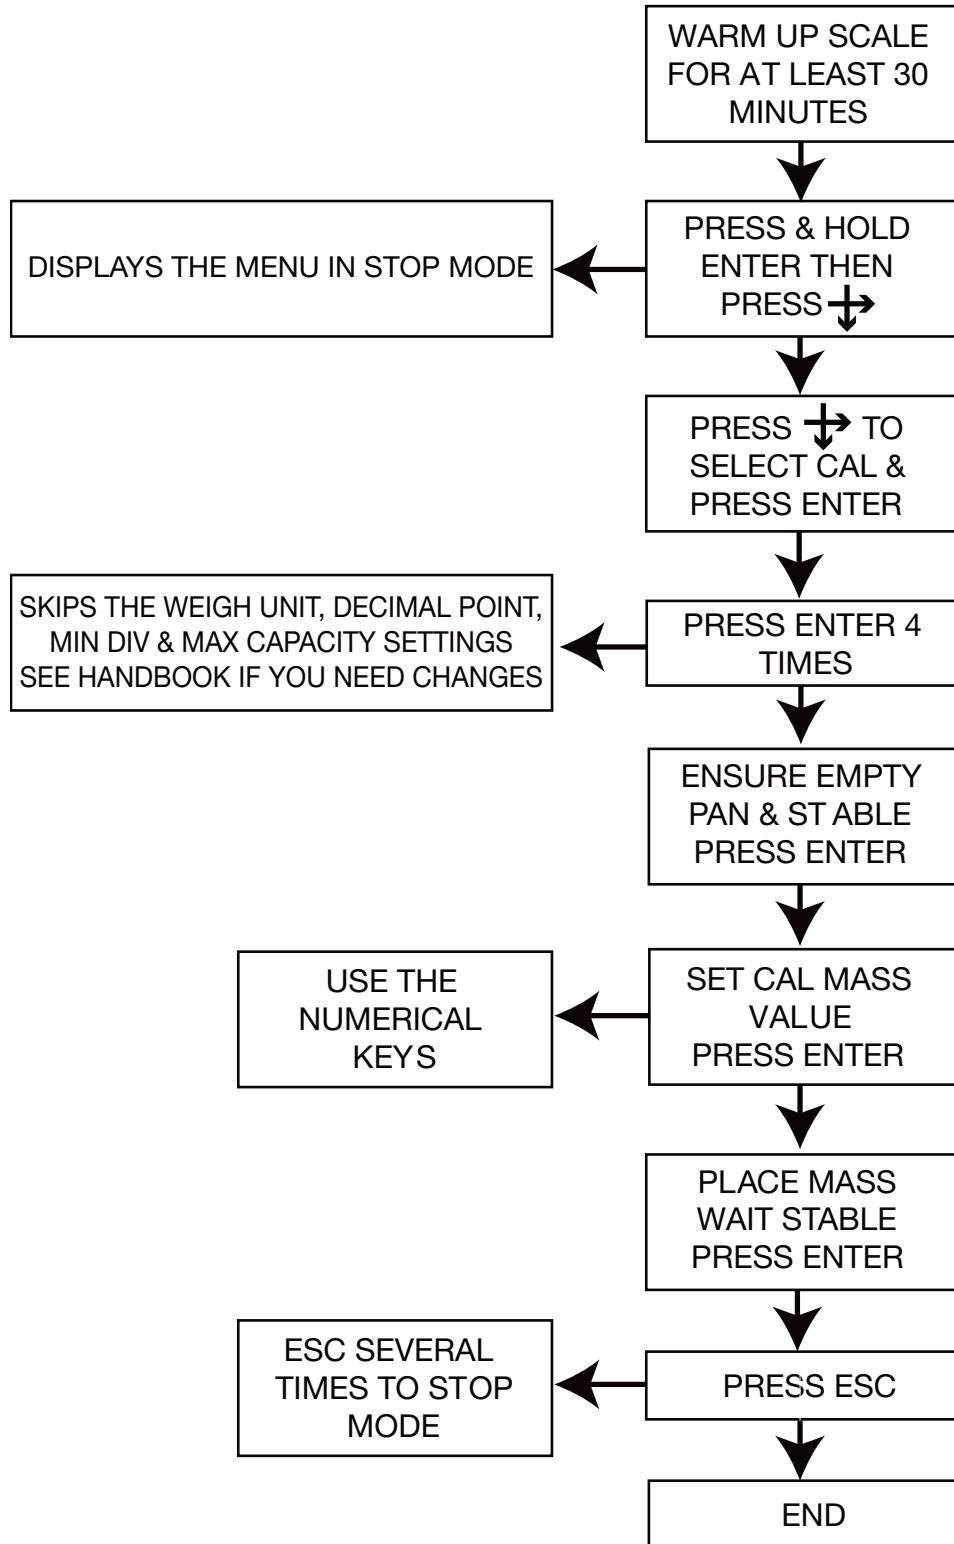 WARM UP SCALE
FOR AT LEAST 30
MINUTES
PRESS & HOLD
ENTER THEN
PRESS
DISPLAYS THE MENU IN STOP MODE
PRESS TO
SELECT CAL &
PRESS ENTER
PRESS ENTER 4
TIMES
SKIPS THE WEIGH UNIT, DECIMAL POINT,
MIN DIV & MAX CAPACITY SETTINGS
SEE HANDBOOK IF YOU NEED CHANGES
ENSURE EMPTY
PAN & ST ABLE
PRESS ENTER
SET CAL MASS
VALUE
PRESS ENTER
USE THE
NUMERICAL
KEYS
PLACE MASS
WAIT STABLE
PRESS ENTER
PRESS ESC
ESC SEVERAL
TIMES TO STOP
MODE
END